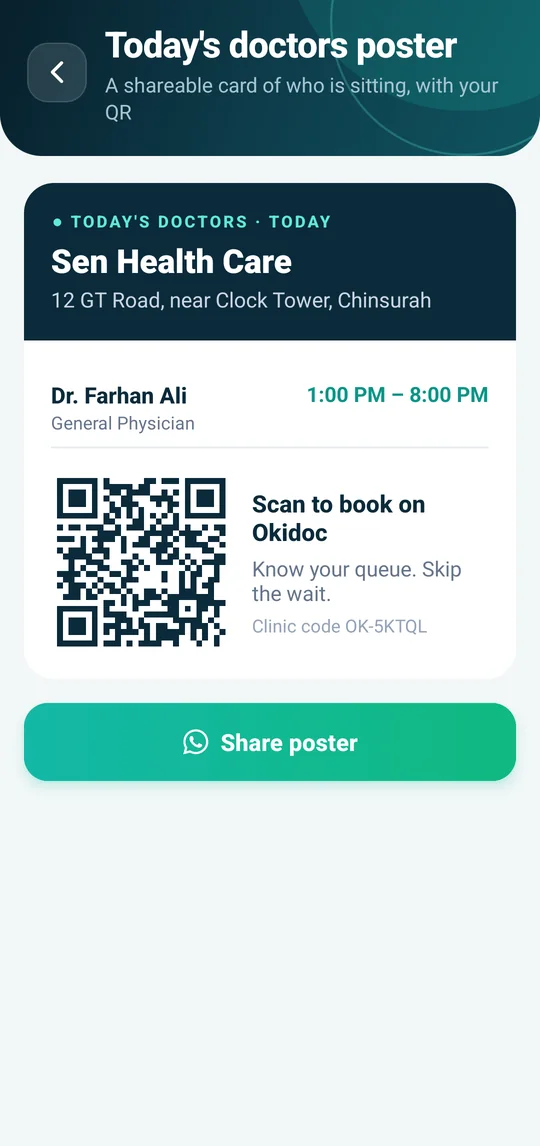 Today's doctors poster
A shareable card of who is sitting, with your
QR
• TODAY'S DOCTORS · TODAY
Sen Health Care
12 GT Road, near Clock Tower, Chinsurah
Dr. Farhan Ali
1:00 PM – 8:00 PM
General Physician
Scan to book on
Okidoc
Know your queue. Skip
the wait.
Clinic code OK-5KTQL
Share poster